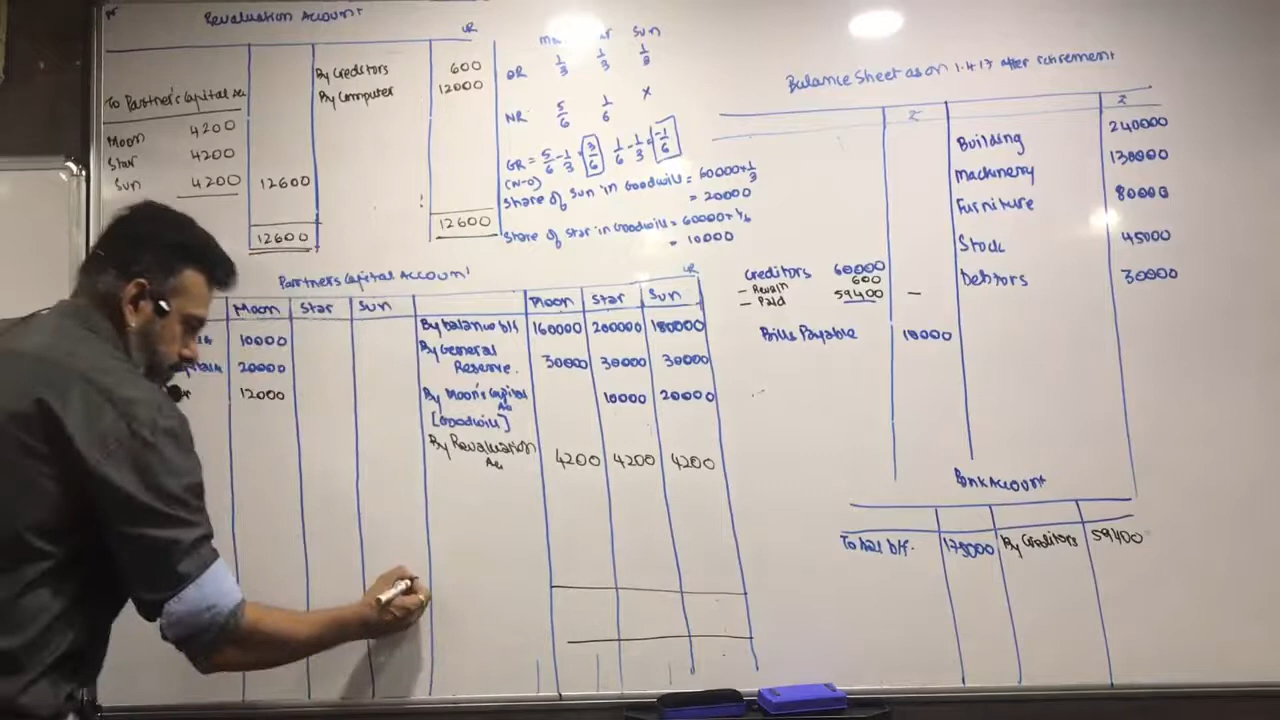 Revaluation Account
CR
By Creditors 600
By Computer 12000
To Partner's Capital Ac
Moon 4200
Star 4200
Sun 4200 12600
12600
12600
Sun
OR 1/3 1/3 1/3
NR 5/6 1/6 x
GR = 5/6 - 1/3 = 3/6 1/6 - 1/3 = -1/6
(N-O)
Share of Sun in Goodwill = 60000 + 1/3
= 20000
Share of Star in Goodwill = 60000 + 1/6
= 10000
Partners Capital Account
CR
Moon Star Sun Moon Star Sun
10000 By balance b/f 160000 200000 180000
20000 By General Reserve. 30000 30000 30000
12000 By Moon's Capital Ac 10000 20000
[Goodwill]
By Revaluation Ac 4200 4200 4200
Balance Sheet as on 1.4.17 after retirement
₹ ₹
Building 240000
Machinery 130000
Furniture 80000
Stock 45000
Creditors 60000 Debtors 30000
- Revaln 600
- Paid 59400 —
Bills Payable 10000
Bank Account
To bal b/f. 175000 By Creditors 59400